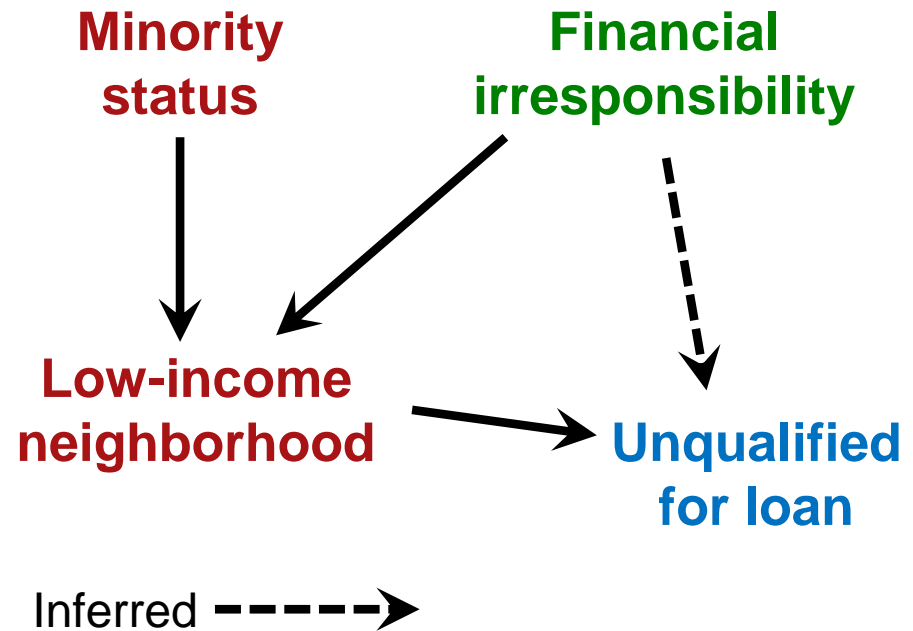 Minority
status
Financial
irresponsibility
Low-income
neighborhood
Unqualified
for loan
Inferred